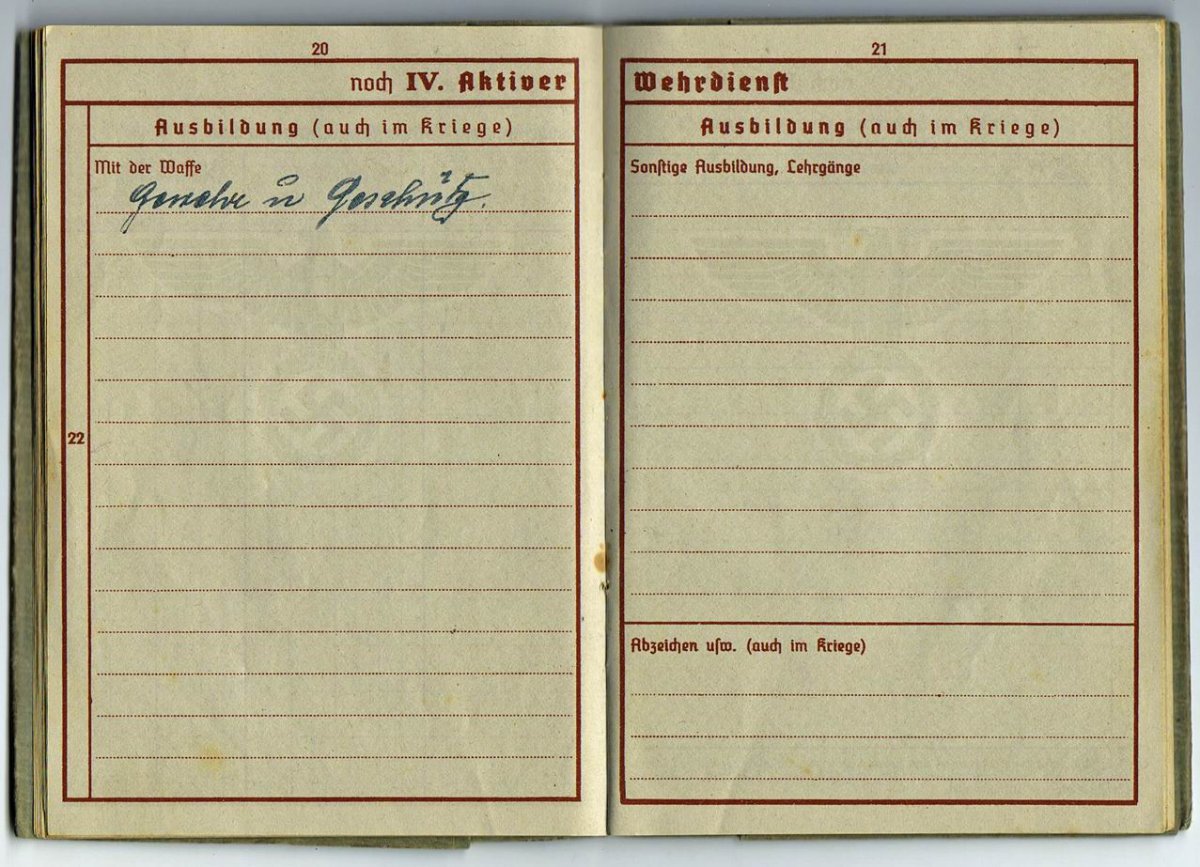 20
noch IV. Aktiver
Ausbildung (auch im Kriege)
Mit der Waffe
Gewehr u Geschütz.
22
21
Wehrdienst
Ausbildung (auch im Kriege)
Sonstige Ausbildung, Lehrgänge
Abzeichen usw. (auch im Kriege)